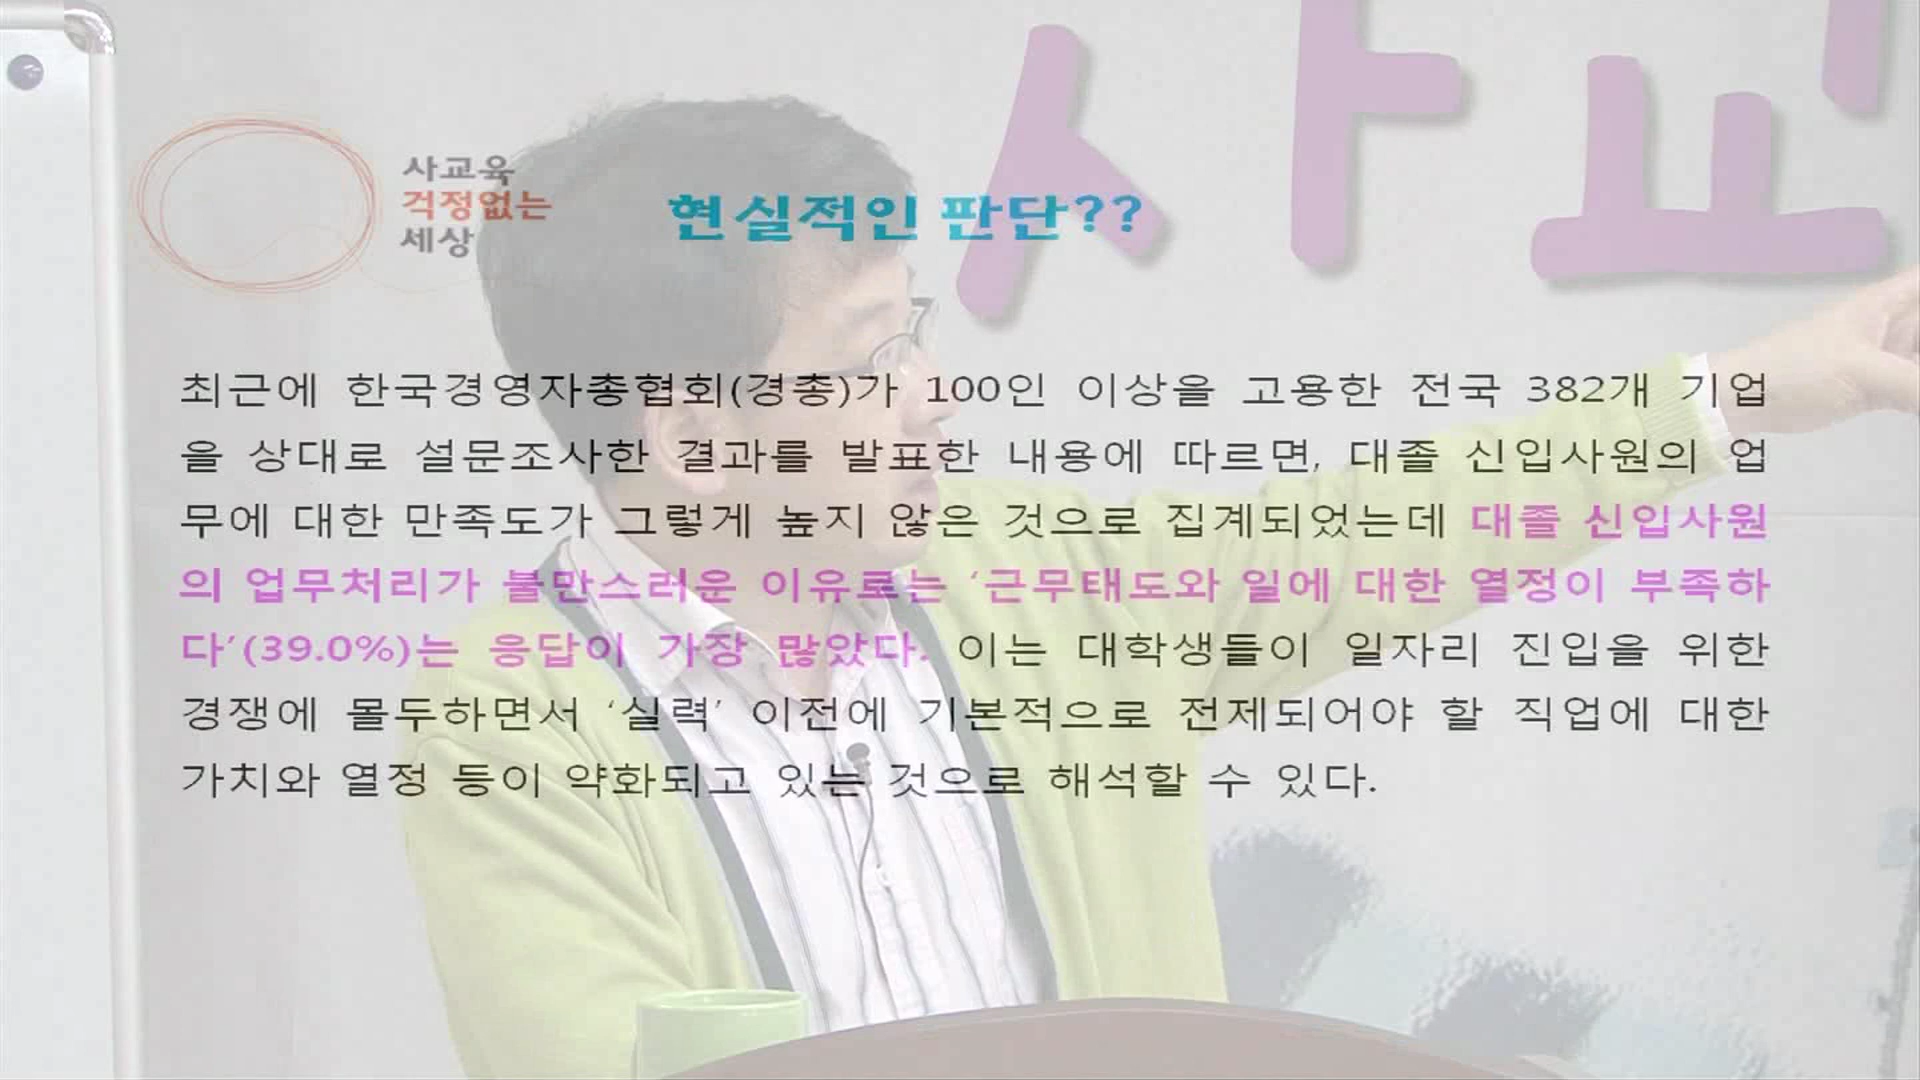 사교
사교육
걱정없는
세상
현실적인 판단??
최근에 한국경영자총협회(경총)가 100인 이상을 고용한 전국 382개 기업
을 상대로 설문조사한 결과를 발표한 내용에 따르면, 대졸 신입사원의 업
무에 대한 만족도가 그렇게 높지 않은 것으로 집계되었는데 대졸 신입사원
의 업무처리가 불만스러운 이유로는 ‘근무태도와 일에 대한 열정이 부족하
다’(39.0%)는 응답이 가장 많았다. 이는 대학생들이 일자리 진입을 위한
경쟁에 몰두하면서 ‘실력’ 이전에 기본적으로 전제되어야 할 직업에 대한
가치와 열정 등이 약화되고 있는 것으로 해석할 수 있다.